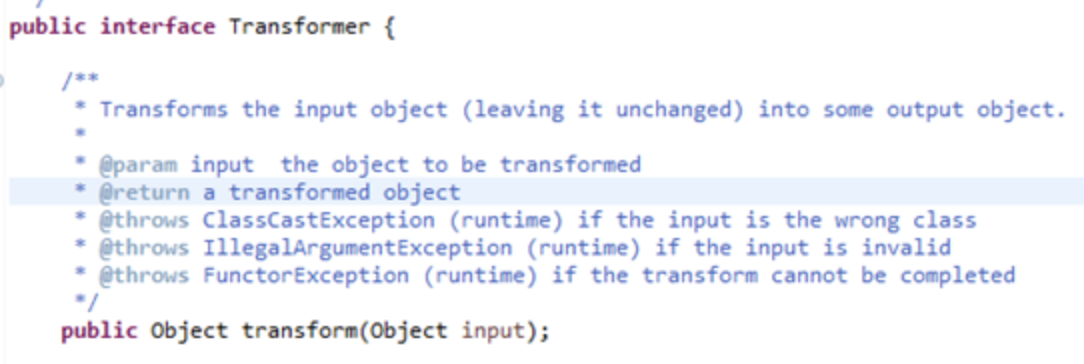 public interface Transformer {
/**
* Transforms the input object (leaving it unchanged) into some output object.
*
* @param input  the object to be transformed
* @return a transformed object
* @throws ClassCastException (runtime) if the input is the wrong class
* @throws IllegalArgumentException (runtime) if the input is invalid
* @throws FunctorException (runtime) if the transform cannot be completed
*/
public Object transform(Object input);